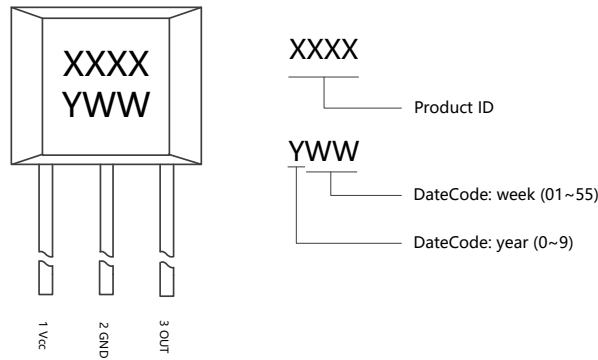 XXXX
YWW
1 Vcc
2 GND
3 OUT
XXXX
Product ID
YWW
DateCode: week (01~55)
DateCode: year (0~9)